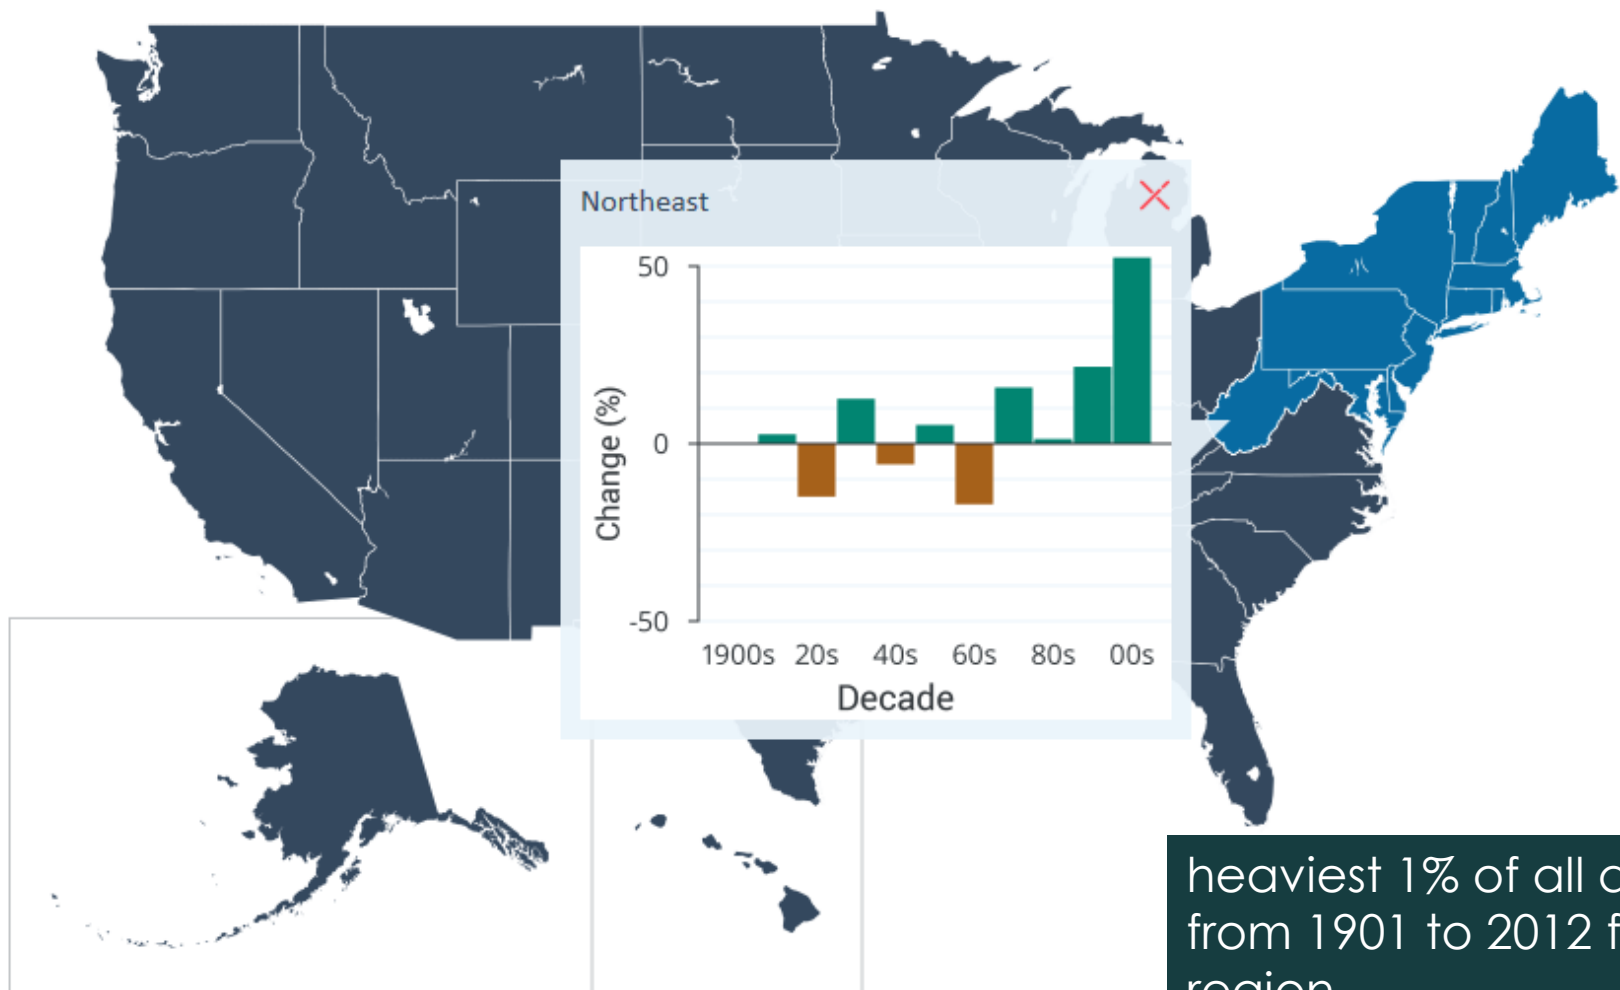 Northeast
50
0
-50
Change (%)
1900s 20s 40s 60s 80s 00s
Decade
heaviest 1% of all
from 1901 to 2012
region